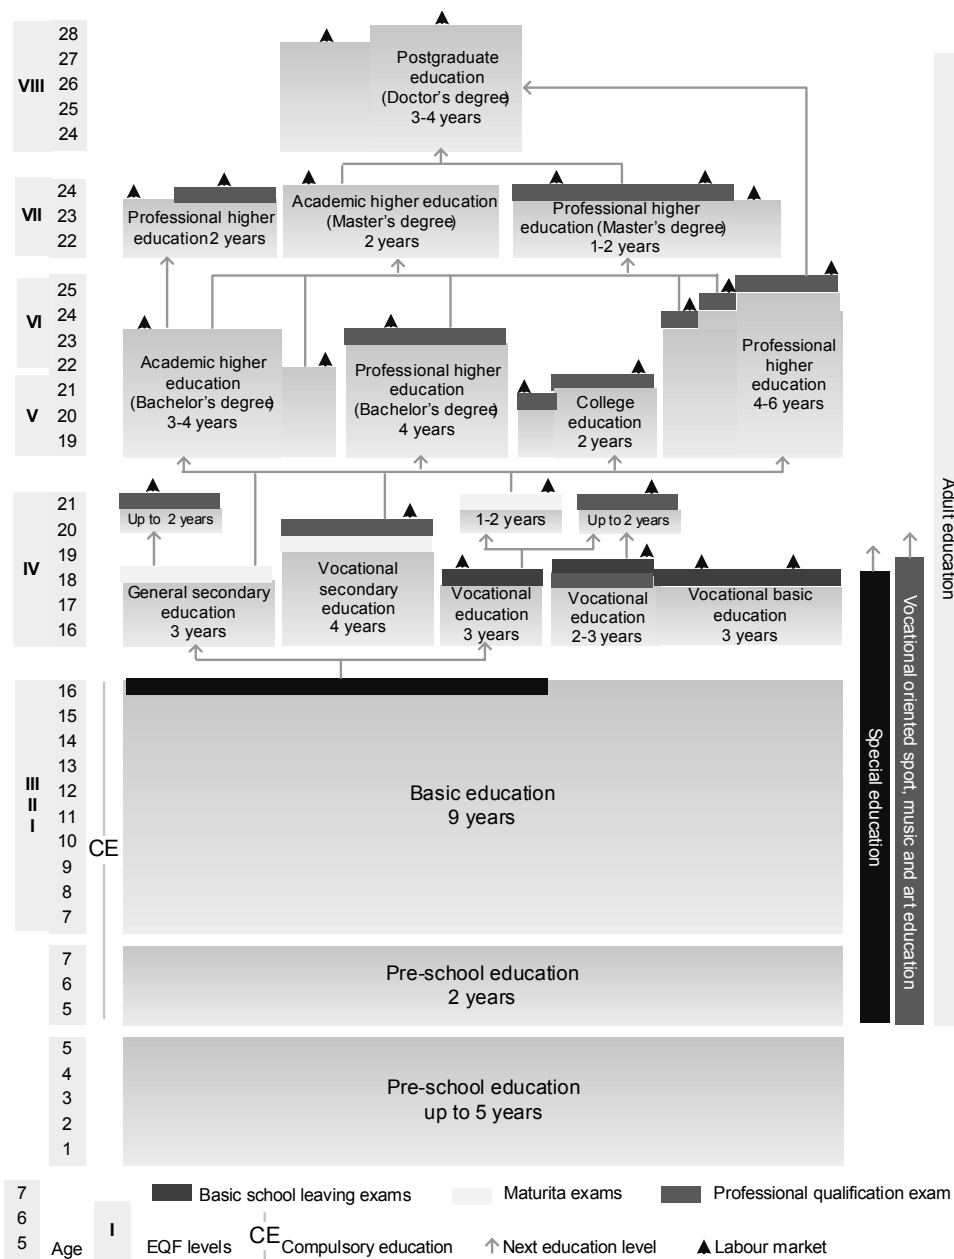 28
27
VIII
26
25
24
Postgraduate
education
(Doctor's degree)
3-4 years
24
VII
23
22
Professional higher
education 2 years
Academic higher education
(Master's degree)
2 years
Professional higher
education (Master's degree)
1-2 years
25
VI
24
23
22
V
21
20
19
Academic higher
education
(Bachelor's degree)
3-4 years
Professional higher
education
(Bachelor's degree)
4 years
College
education
2 years
Professional
higher
education
4-6 years
21
20
IV
19
18
17
16
Up to 2 years
1-2 years
Up to 2 years
General secondary
education
3 years
Vocational
secondary
education
4 years
Vocational
education
3 years
Vocational
education
2-3 years
Vocational basic
education
3 years
16
15
14
13
III
II
I
12
11
10
9
8
7
CE
Basic education
9 years
7
6
5
Pre-school education
2 years
5
4
3
2
1
Pre-school education
up to 5 years
Special education
Vocational oriented sport, music and art education
Adult education
7
6
5
Age
I
EQF levels
Basic school leaving exams
Maturita exams
Professional qualification exam
CE
Compulsory education
Next education level
Labour market